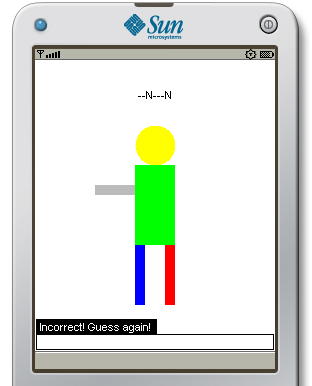 Sun
microsystems
--N---N
Incorrect! Guess again!